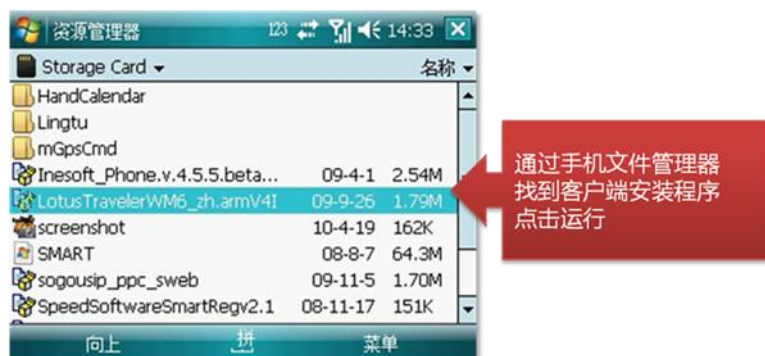 资源管理器 123 14:33
Storage Card 名称
HandCalendar
Lingtu
mGpsCmd
Inesoft_Phone.v.4.5.5.beta... 09-4-1 2.54M
LotusTravelerWM6_zh.armV4I 09-9-26 1.79M
screenshot 10-4-19 162K
SMART 08-8-7 64.3M
sogousip_ppc_sweb 09-11-5 1.70M
SpeedSoftwareSmartRegv2.1 08-11-17 151K
向上 拼 菜单
通过手机文件管理器
找到客户端安装程序
点击运行